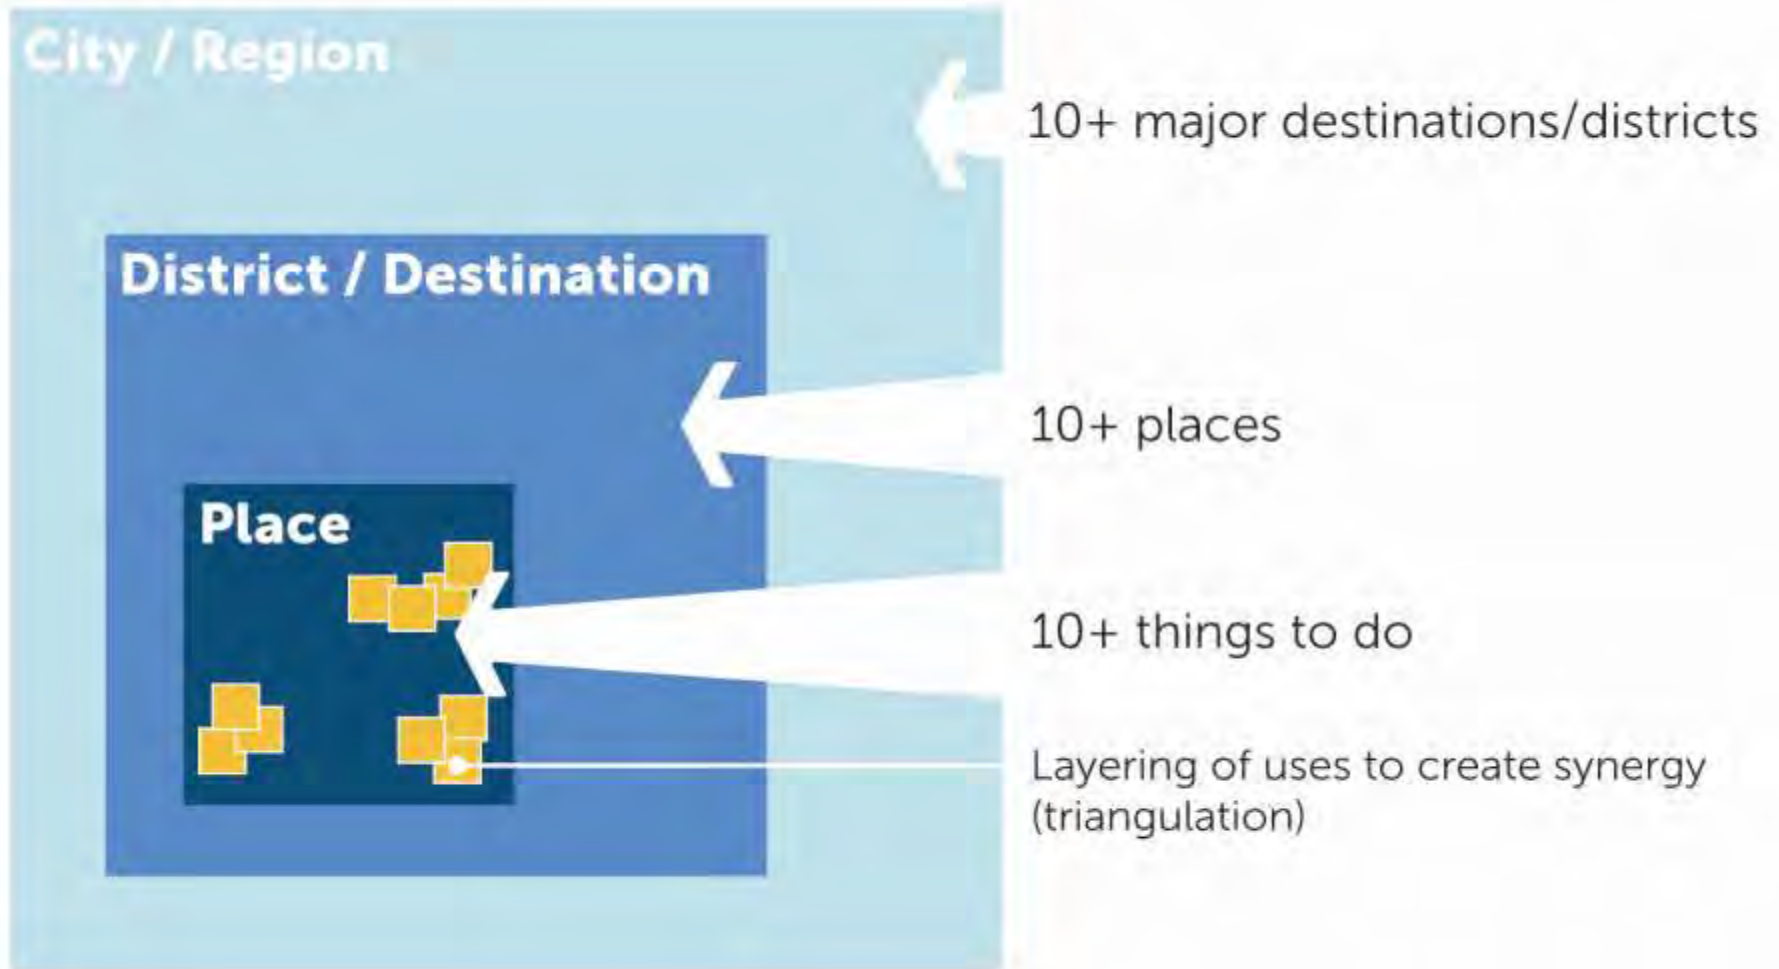 City / Region
10+ major destinations/districts
District / Destination
10+ places
Place
10+ things to do
Layering of uses to create synergy
(triangulation)